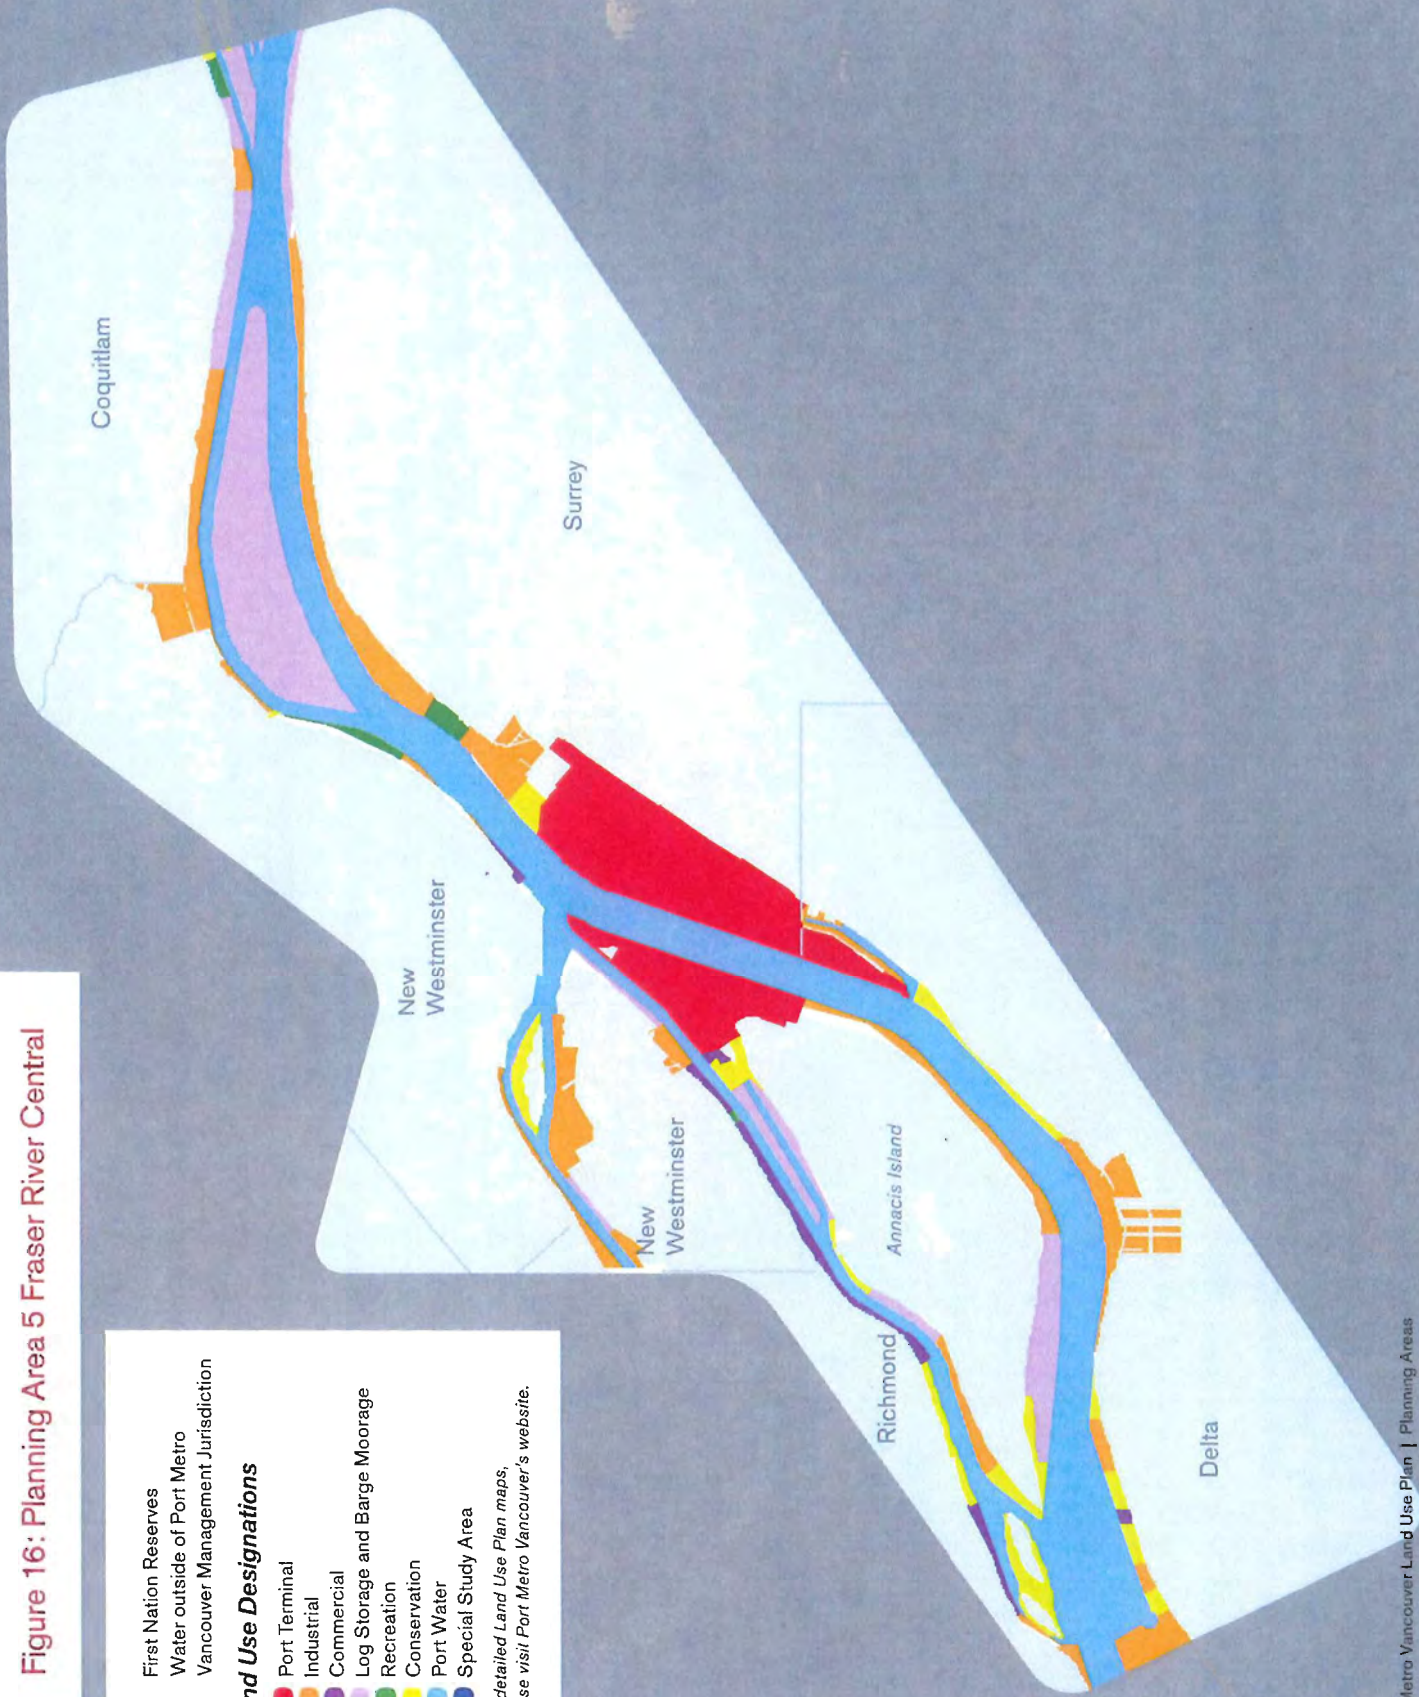 Figure 16: Planning Area 5 Fraser River Central
First Nation Reserves
Water outside of Port Metro
Vancouver Management Jurisdiction
nd Use Designations
Port Terminal
Industrial
Commercial
Log Storage and Barge Moorage
Recreation
Conservation
Port Water
Special Study Area
detailed Land Use Plan maps,
se visit Port Metro Vancouver's website.
Coquitlam
Surrey
New
Westminster
New
Westminster
Annacis Island
Richmond
Delta
Metro Vancouver Land Use Plan | Planning Areas